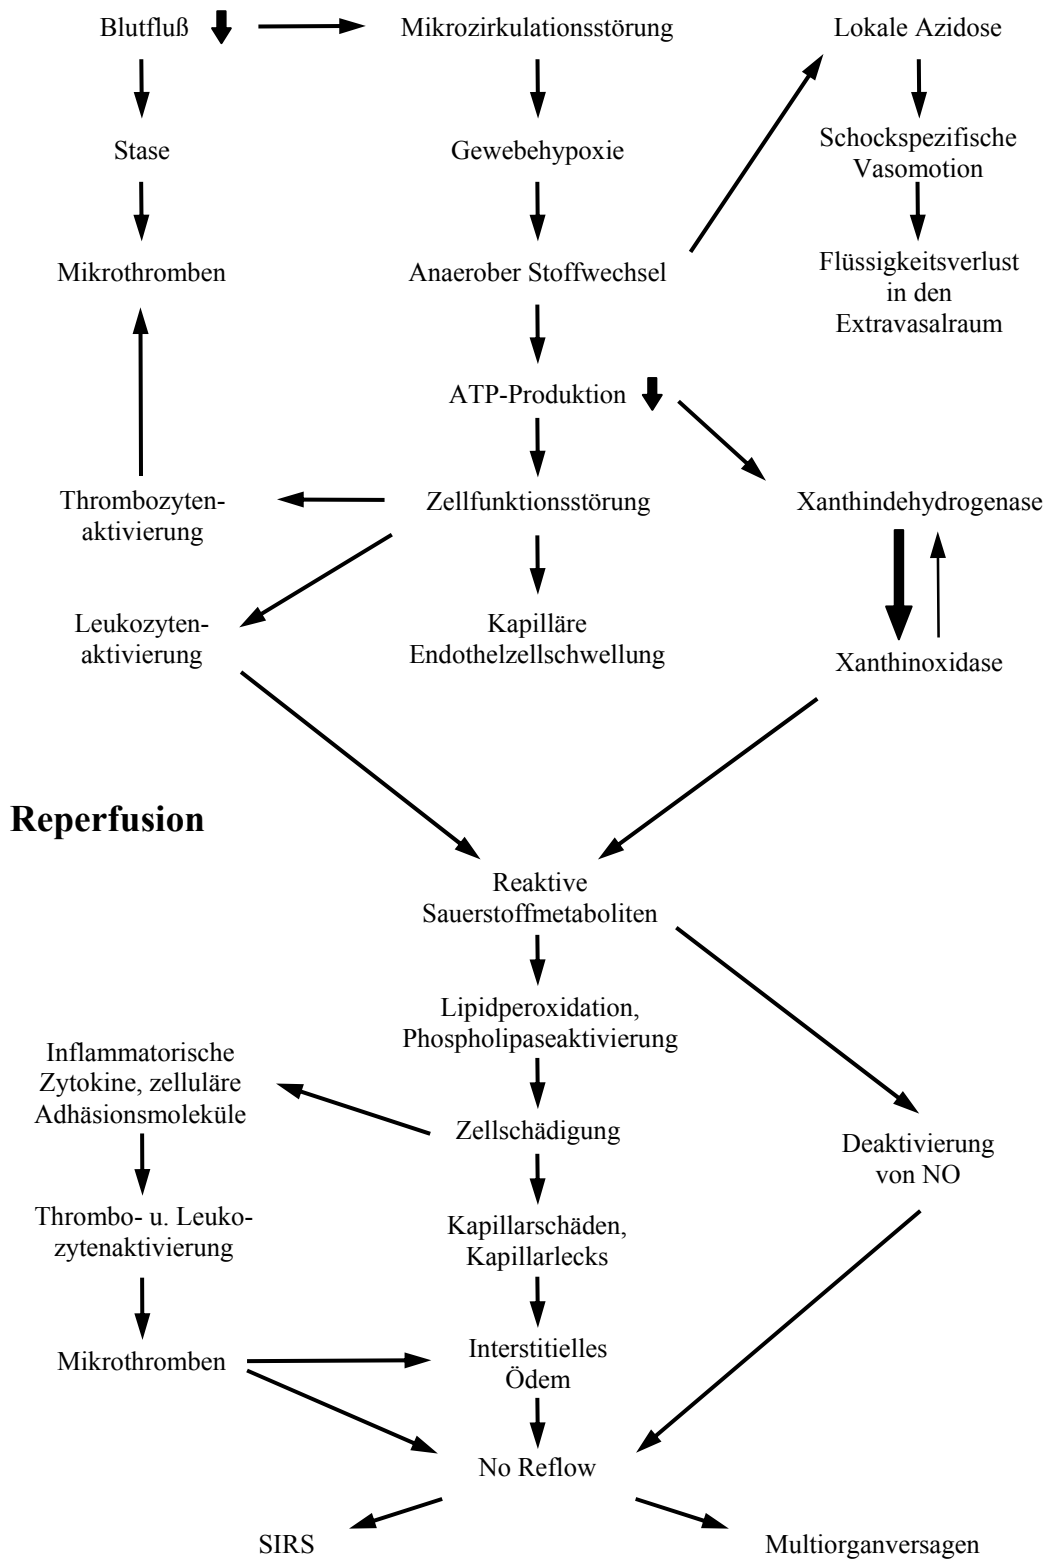 Blutfluß
Mikrozirkulationsstörung
Lokale Azidose
Stase
Gewebehypoxie
Schockspezifische
Vasomotion
Mikrothromben
Anaerober Stoffwechsel
Flüssigkeitsverlust
in den
Extravasalraum
ATP-Produktion
Thrombozyten-
aktivierung
Zellfunktionsstörung
Xanthindehydrogenase
Leukozyten-
aktivierung
Kapilläre
Endothelzellschwellung
Xanthinoxidase
Reperfusion
Reaktive
Sauerstoffmetaboliten
Lipidperoxidation,
Phospholipaseaktivierung
Inflammatorische
Zytokine, zelluläre
Adhäsionsmoleküle
Zellschädigung
Deaktivierung
von NO
Thrombo- u. Leuko-
zytenaktivierung
Kapillarschäden,
Kapillarlecks
Mikrothromben
Interstitielles
Ödem
No Reflow
SIRS
Multiorganversagen